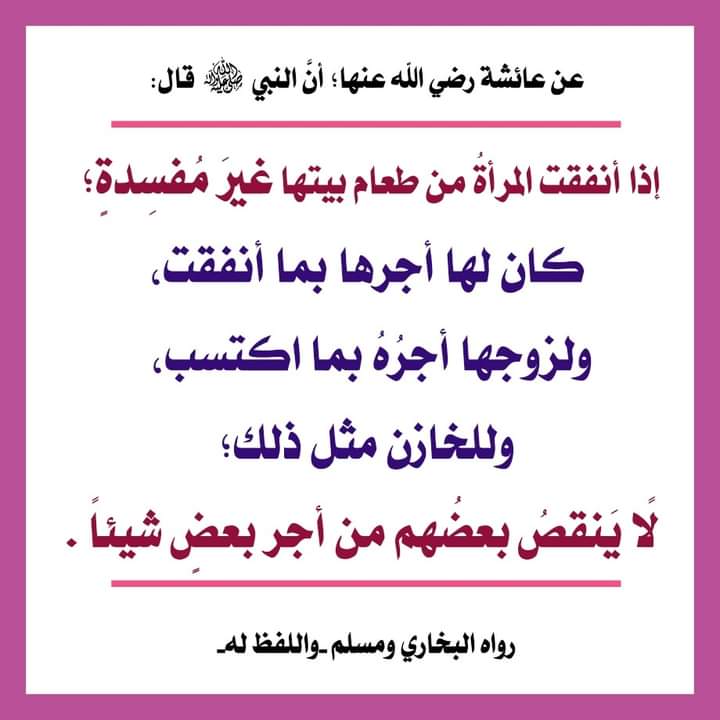 عن عائشة رضي الله عنها؛ أنَّ النبي ﷺ قال:
إذا أنفقت المرأةُ من طعام بيتها غيرَ مُفسِدةٍ؛
كان لها أجرها بما أنفقت،
ولزوجها أجرُهُ بما اكتسب،
وللخازن مثل ذلك؛
لًا يَنقصُ بعضُهم من أجر بعضٍ شيئاً .
رواه البخاري ومسلم -واللفظ له-